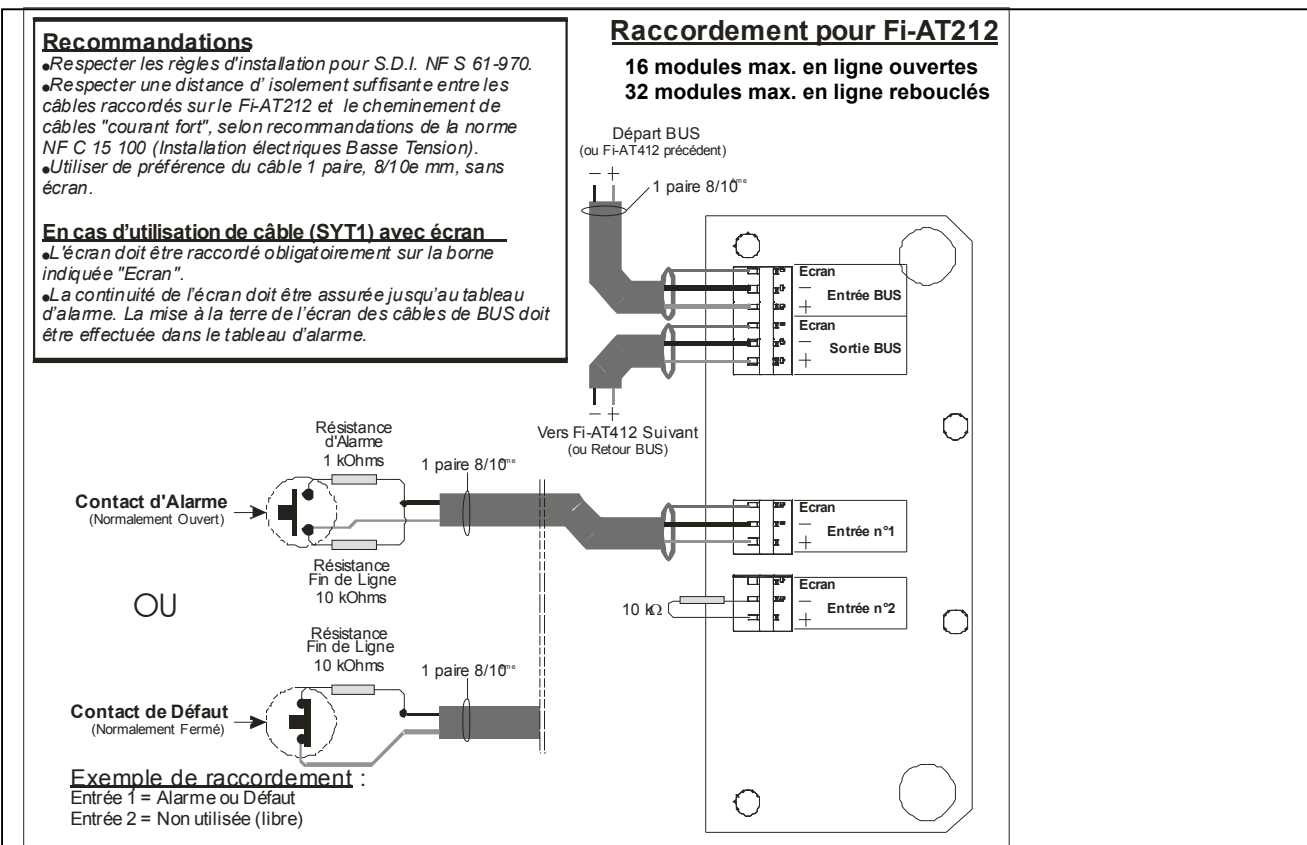 Recommandations
●Respecter les règles d'installation pour S.D.I. NF S 61-970.
●Respecter une distance d' isolement suffisante entre les
câbles raccordés sur le Fi-AT212 et le cheminement de
câbles "courant fort", selon recommandations de la norme
NF C 15 100 (Installation électriques Basse Tension).
●Utiliser de préférence du câble 1 paire, 8/10e mm, sans
écran.
En cas d'utilisation de câble (SYT1) avec écran
●L'écran doit être raccordé obligatoirement sur la borne
indiquée "Ecran".
●La continuité de l'écran doit être assurée jusqu'au tableau
d'alarme. La mise à la terre de l'écran des câbles de BUS doit
être effectuée dans le tableau d'alarme.
Raccordement pour Fi-AT212
16 modules max. en ligne ouvertes
32 modules max. en ligne rebouclés
Départ BUS
(ou Fi-AT412 précédent)
– +
1 paire 8/10ème
Ecran
–
Entrée BUS
+
Ecran
–
Sortie BUS
+
– +
Vers Fi-AT412 Suivant
(ou Retour BUS)
Résistance
d'Alarme
1 kOhms
1 paire 8/10ème
Contact d'Alarme
(Normalement Ouvert)
Résistance
Fin de Ligne
10 kOhms
Ecran
–
Entrée n°1
+
OU
Ecran
–
Entrée n°2
+
10 kΩ
Résistance
Fin de Ligne
10 kOhms
1 paire 8/10ème
Contact de Défaut
(Normalement Fermé)
Exemple de raccordement :
Entrée 1 = Alarme ou Défaut
Entrée 2 = Non utilisée (libre)